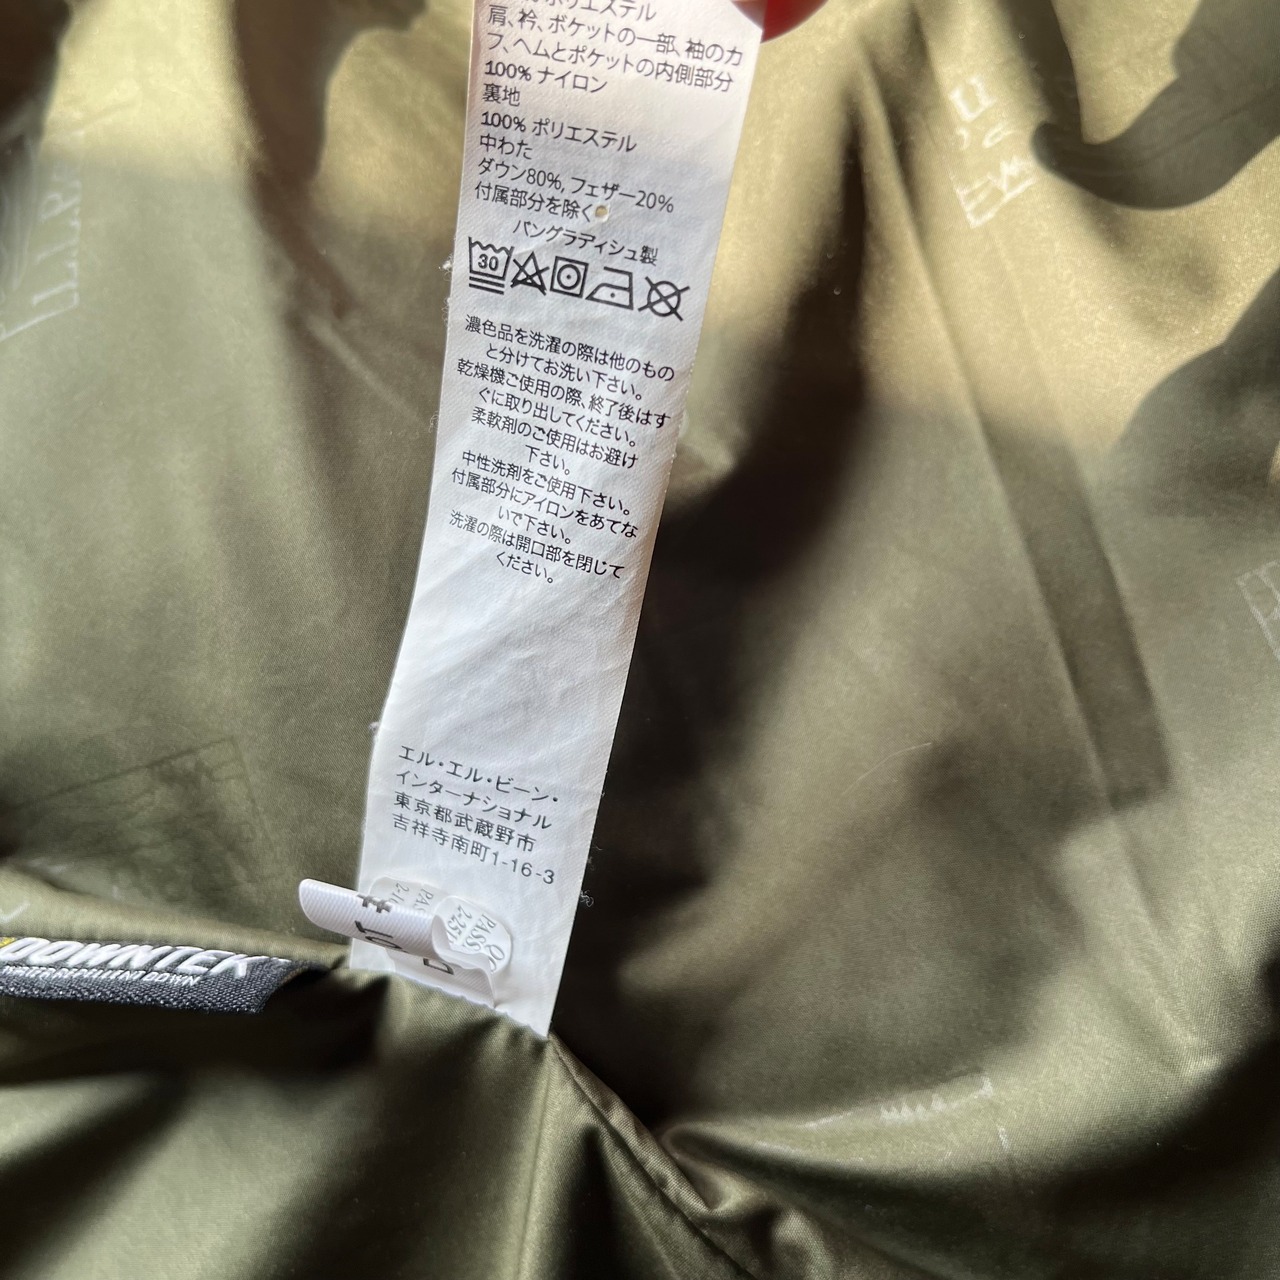 ポリエステル
肩、衿、ポケットの一部、袖のカ
フ、ヘムとポケットの内側部分
100% ナイロン
裏地
100% ポリエステル
中わた
ダウン80%, フェザー20%
付属部分を除く
バングラディシュ製
30
濃色品を洗濯の際は他のもの
と分けてお洗い下さい。
乾燥機ご使用の際、終了後はす
ぐに取り出してください。
柔軟剤のご使用はお避け
下さい。
中性洗剤をご使用下さい。
付属部分にアイロンをあてな
いで下さい。
洗濯の際は開口部を閉じて
ください。
エル・エル・ビーン・
インターナショナル
東京都武蔵野市
吉祥寺南町1-16-3
PASS
DOWNTEK
DOWN